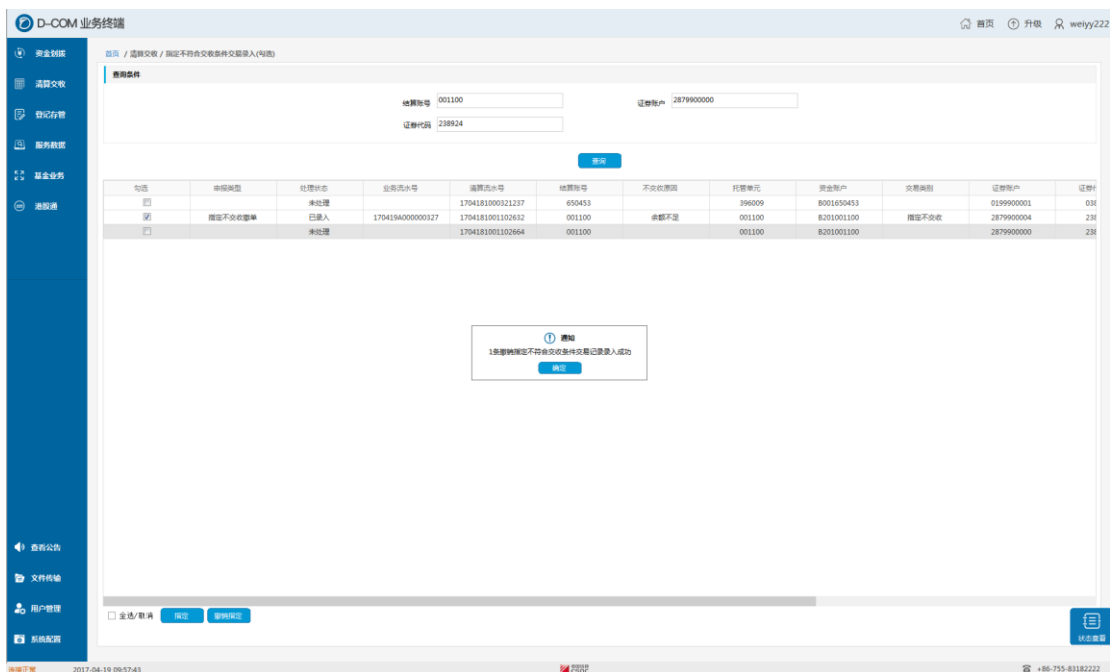 D-COM 业务终端
首页 升级 weiyy222
资金划拨
清算交收
登记存管
服务数据
基金业务
港股通
首页 / 清算交收 / 指定不符合交收条件交易录入(勾选)
查询条件
结算账号 001100 证券账户 2879900000
证券代码 238924
查询
勾选 申报类型 处理状态 业务流水号 清算流水号 结算账号 不交收原因 托管单元 资金账户 交易类别 证券账户
未处理 1704181000321237 650453 396009 B001650453 0199900001 038
指定不交收撤单 已录入 170419A000000327 1704181001102632 001100 余额不足 001100 B201001100 指定不交收 2879900004 238
未处理 1704181001102664 001100 001100 B201001100 2879900000 238
通知
1条撤销指定不符合交收条件交易记录录入成功
确定
查看公告
文件传输
用户管理
系统配置
全选/取消 指定 撤销指定
状态查看
连接正常 2017-04-19 09:57:43 CSDC +86-755-83182222